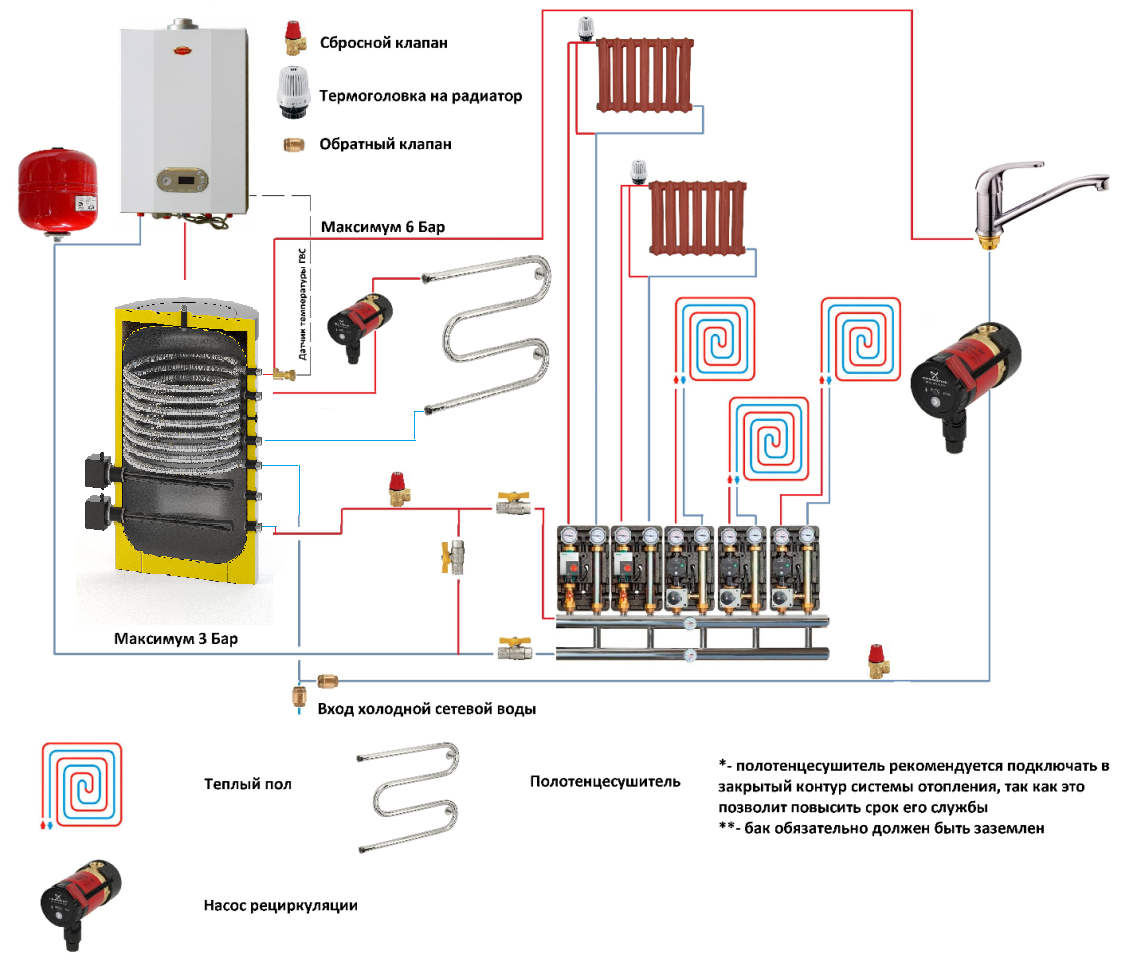 Сбросной клапан
Термоголовка на радиатор
Обратный клапан
Максимум 6 Бар
Датчик температуры ГВС
Максимум 3 Бар
Вход холодной сетевой воды
Теплый пол
Полотенцесушитель
*- полотенцесушитель рекомендуется подключать в
закрытый контур системы отопления, так как это
позволит повысить срок его службы
**- бак обязательно должен быть заземлен
Насос рециркуляции